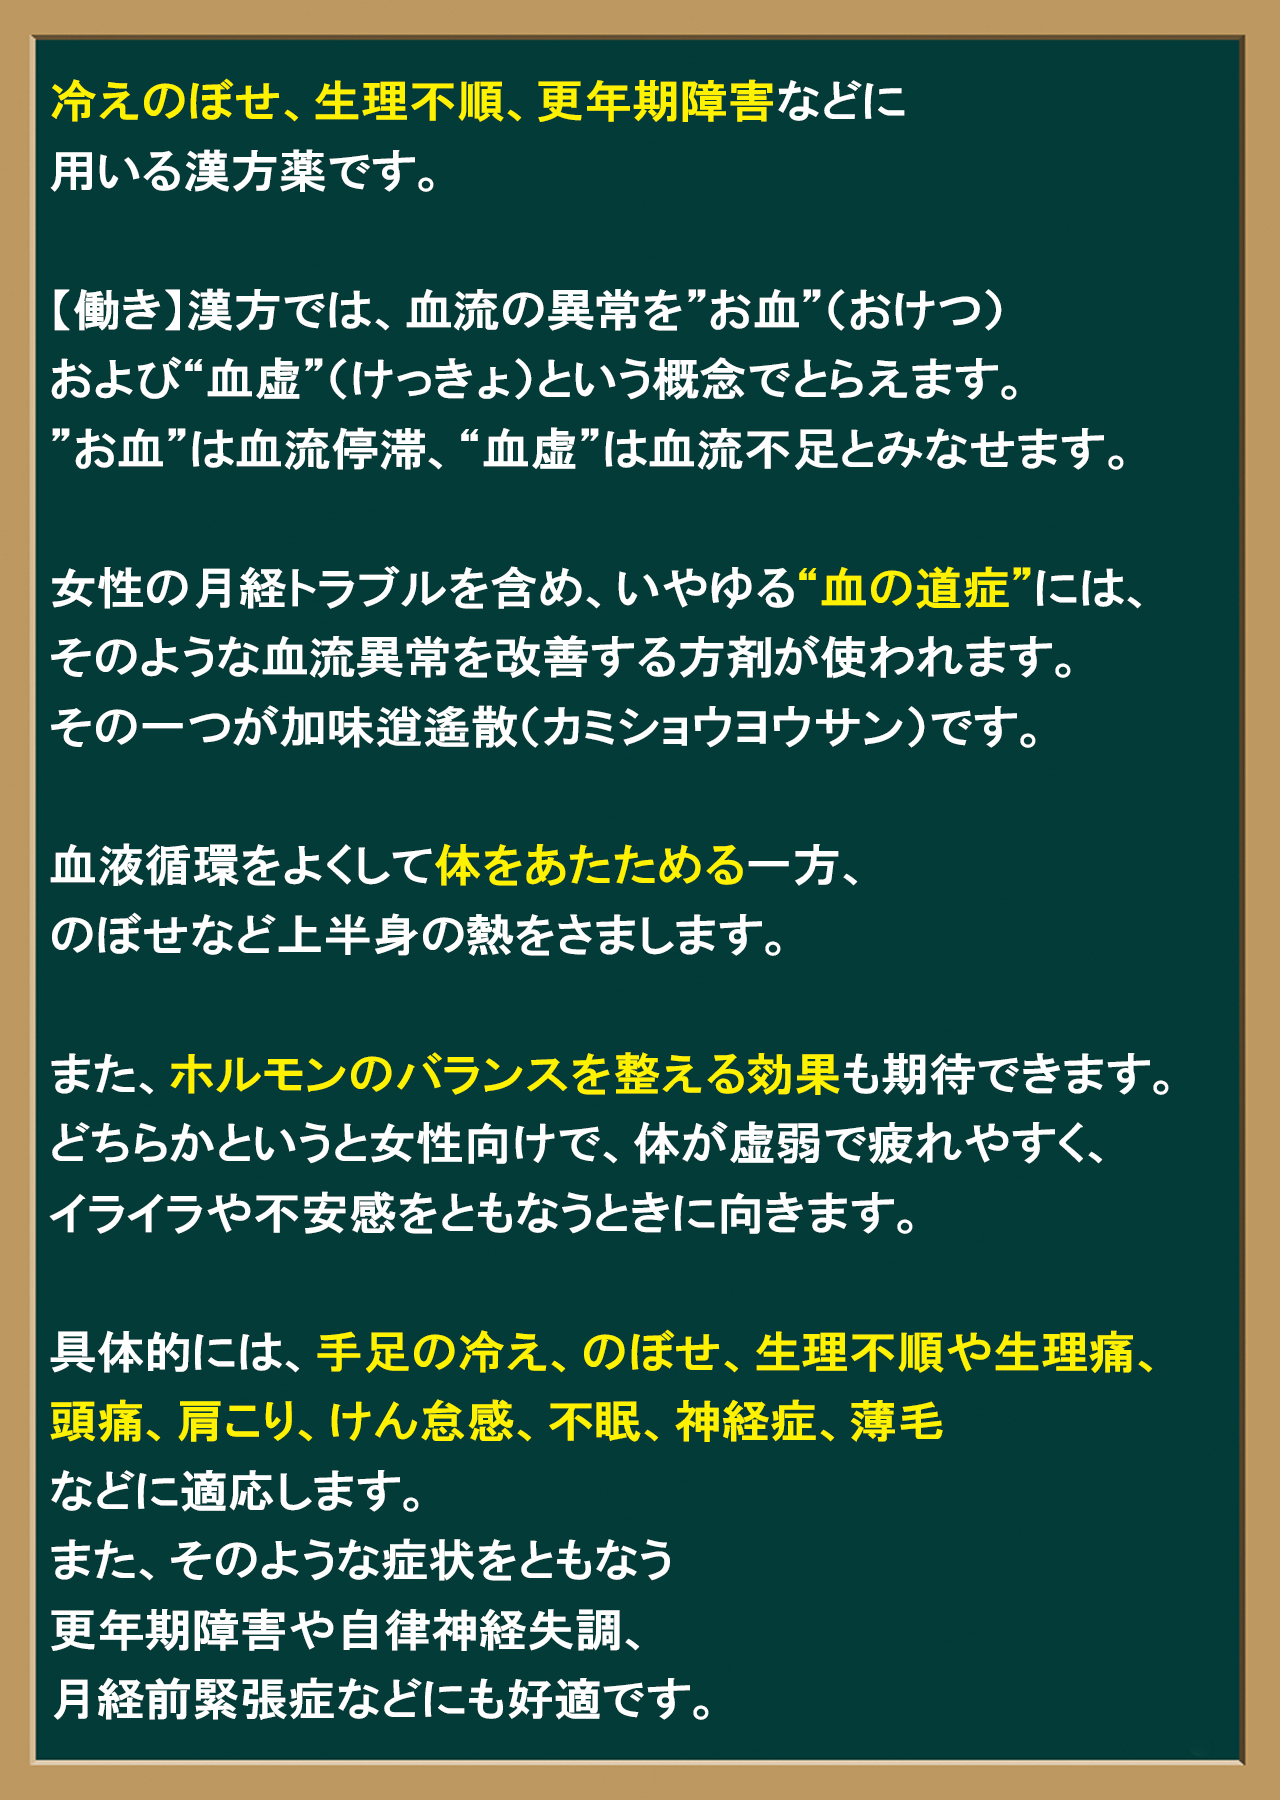 冷えのぼせ、生理不順、更年期障害などに
用いる漢方薬です。
【働き】漢方では、血流の異常を”お血”（おけつ）
および“血虚”（けっきょ）という概念でとらえます。
”お血”は血流停滞、“血虚”は血流不足とみなせます。
女性の月経トラブルを含め、いやゆる“血の道症”には、
そのような血流異常を改善する方剤が使われます。
その一つが加味逍遙散（カミショウヨウサン）です。
血液循環をよくして体をあたためる一方、
のぼせなど上半身の熱をさまします。
また、ホルモンのバランスを整える効果も期待できます。
どちらかというと女性向けで、体が虚弱で疲れやすく、
イライラや不安感をともなうときに向きます。
具体的には、手足の冷え、のぼせ、生理不順や生理痛、
頭痛、肩こり、けん怠感、不眠、神経症、薄毛
などに適応します。
また、そのような症状をともなう
更年期障害や自律神経失調、
月経前緊張症などにも好適です。